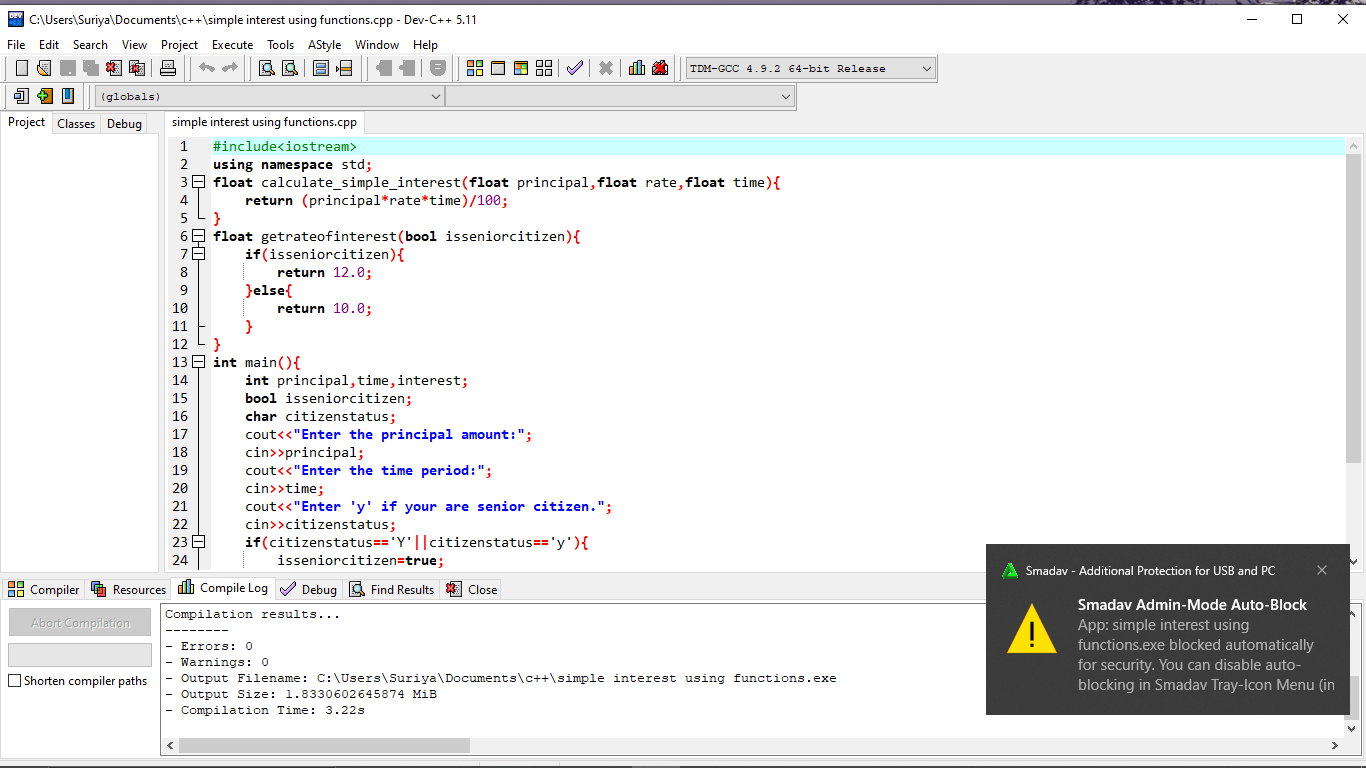 C:\Users\Suriya\Documents\c++\simple interest using functions.cpp - Dev-C++ 5.11
File Edit Search View Project Execute Tools AStyle Window Help
TDM-GCC 4.9.2 64-bit Release
(globals)
Project Classes Debug
simple interest using functions.cpp
1 #include<iostream>
2 using namespace std;
3 float calculate_simple_interest(float principal,float rate,float time){
4 return (principal*rate*time)/100;
5 }
6 float getrateofinterest(bool isseniorcitizen){
7 if(isseniorcitizen){
8 return 12.0;
9 }else{
10 return 10.0;
11 }
12 }
13 int main(){
14 int principal,time,interest;
15 bool isseniorcitizen;
16 char citizenstatus;
17 cout<<"Enter the principal amount:";
18 cin>>principal;
19 cout<<"Enter the time period:";
20 cin>>time;
21 cout<<"Enter 'y' if your are senior citizen.";
22 cin>>citizenstatus;
23 if(citizenstatus=='Y'||citizenstatus=='y'){
24 isseniorcitizen=true;
Compiler Resources Compile Log Debug Find Results Close
Abort Compilation
Shorten compiler paths
Compilation results...
--------
- Errors: 0
- Warnings: 0
- Output Filename: C:\Users\Suriya\Documents\c++\simple interest using functions.exe
- Output Size: 1.8330602645874 MiB
- Compilation Time: 3.22s
Smadav - Additional Protection for USB and PC
Smadav Admin-Mode Auto-Block
App: simple interest using
functions.exe blocked automatically
for security. You can disable auto-
blocking in Smadav Tray-Icon Menu (in